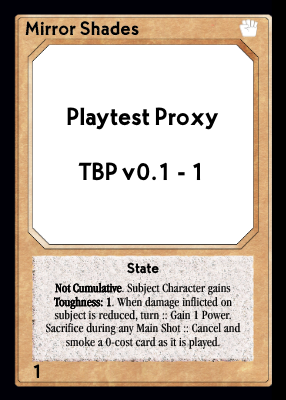 Mirror Shades
Playtest Proxy
TBP v0.1 - 1
State
Not Cumulative. Subject Character gains
Toughness: 1. When damage inflicted on
subject is reduced, turn :: Gain 1 Power.
Sacrifice during any Main Shot :: Cancel and
smoke a 0-cost card as it is played.
1